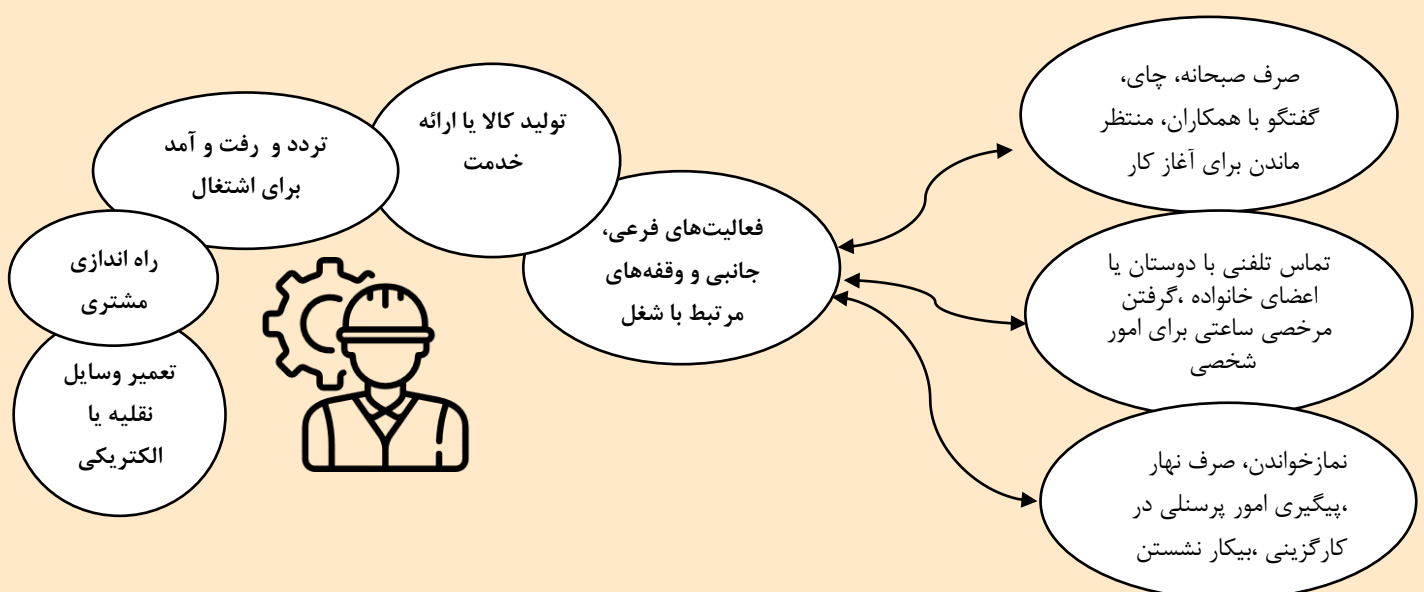 صرف صبحانه، چای،
گفتگو با همکاران، منتظر
ماندن برای آغاز کار
تماس تلفنی با دوستان یا
اعضای خانواده ،گرفتن
مرخصی ساعتی برای امور
شخصی
نمازخواندن، صرف نهار
،پیگیری امور پرسنلی در
کارگزینی ،بیکار نشستن
فعالیت‌های فرعی،
جانبی و وقفه‌های
مرتبط با شغل
تولید کالا یا ارائه
خدمت
تردد و رفت و آمد
برای اشتغال
راه اندازی
مشتری
تعمیر وسایل
نقلیه یا
الکتریکی